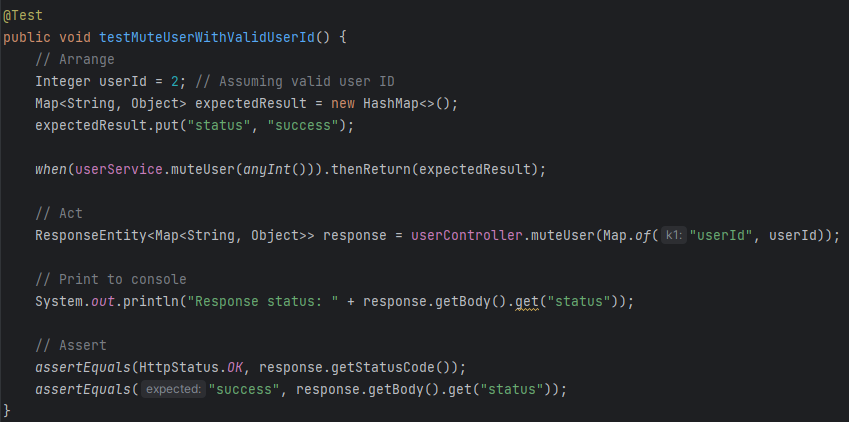 @Test
public void testMuteUserWithValidUserId() {
    // Arrange
    Integer userId = 2; // Assuming valid user ID
    Map<String, Object> expectedResult = new HashMap<>();
    expectedResult.put("status", "success");

    when(userService.muteUser(anyInt())).thenReturn(expectedResult);

    // Act
    ResponseEntity<Map<String, Object>> response = userController.muteUser(Map.of( k1: "userId", userId));

    // Print to console
    System.out.println("Response status: " + response.getBody().get("status"));

    // Assert
    assertEquals(HttpStatus.OK, response.getStatusCode());
    assertEquals( expected: "success", response.getBody().get("status"));
}